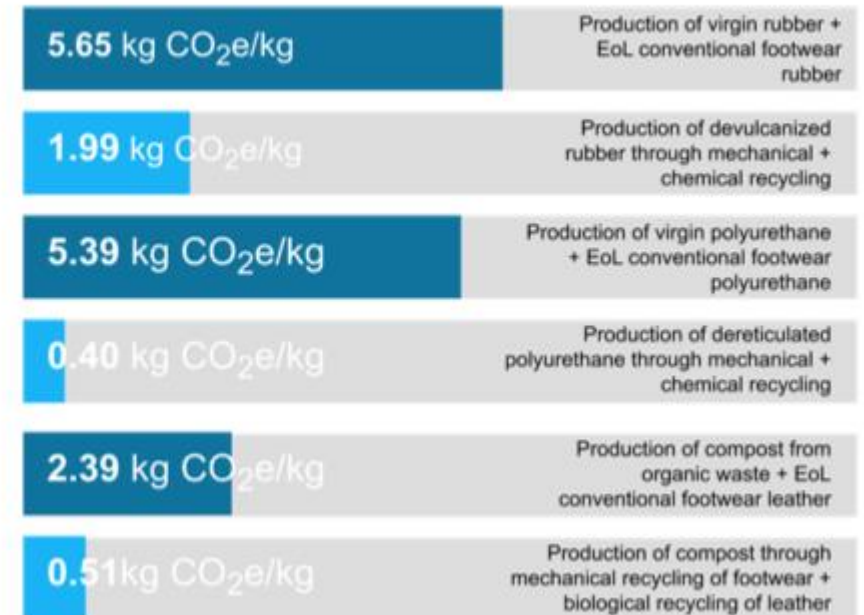 5.65 kg CO₂e/kg
Production of virgin rubber +
EoL conventional footwear
rubber
1.99 kg CO₂e/kg
Production of devulcanized
rubber through mechanical +
chemical recycling
5.39 kg CO₂e/kg
Production of virgin polyurethane
+ EoL conventional footwear
polyurethane
0.40 kg CO₂e/kg
Production of dereticulated
polyurethane through mechanical +
chemical recycling
2.39 kg CO₂e/kg
Production of compost from
organic waste + EoL
conventional footwear leather
0.51kg CO₂e/kg
Production of compost through
mechanical recycling of footwear +
biological recycling of leather